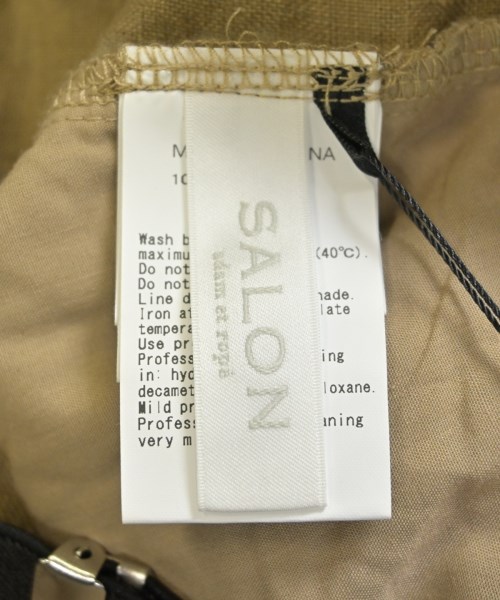 SALON
adam et ropé
M NA
10
Wash b
maximu (40℃).
Do not
Do not
Line d hade.
Iron at late
tempera
Use pr
Profess ning
in: hyd
decamet loxane.
Mild pr
Profess aning
very m